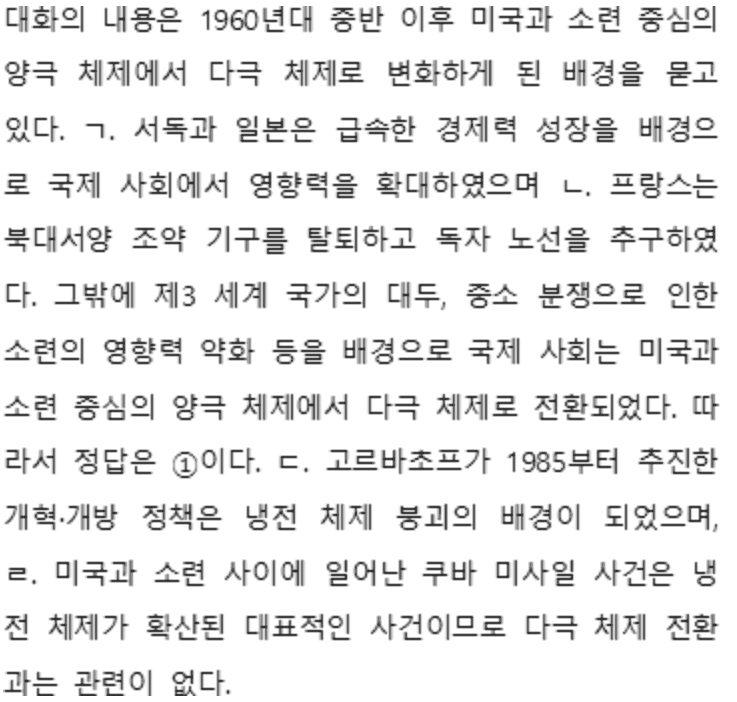 대화의 내용은 1960년대 중반 이후 미국과 소련 중심의
양극 체제에서 다극 체제로 변화하게 된 배경을 묻고
있다. ㄱ. 서독과 일본은 급속한 경제력 성장을 배경으
로 국제 사회에서 영향력을 확대하였으며 ㄴ. 프랑스는
북대서양 조약 기구를 탈퇴하고 독자 노선을 추구하였
다. 그밖에 제3 세계 국가의 대두, 중소 분쟁으로 인한
소련의 영향력 약화 등을 배경으로 국제 사회는 미국과
소련 중심의 양극 체제에서 다극 체제로 전환되었다. 따
라서 정답은 ①이다. ㄷ. 고르바초프가 1985부터 추진한
개혁·개방 정책은 냉전 체제 붕괴의 배경이 되었으며,
ㄹ. 미국과 소련 사이에 일어난 쿠바 미사일 사건은 냉
전 체제가 확산된 대표적인 사건이므로 다극 체제 전환
과는 관련이 없다.